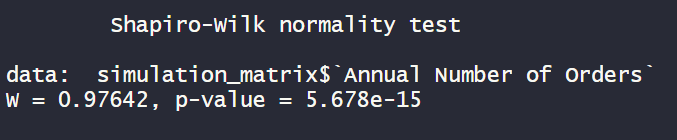 Shapiro-Wilk normality test
data:  simulation_matrix$`Annual Number of Orders`
W = 0.97642, p-value = 5.678e-15